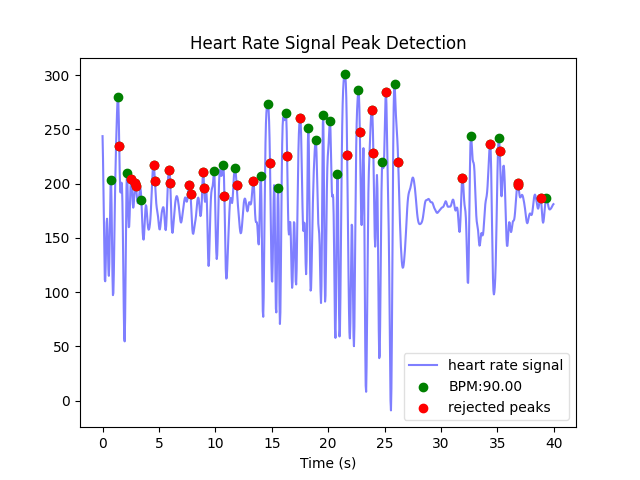 Heart Rate Signal Peak Detection
300
250
200
150
100
50
0
heart rate signal
BPM:90.00
rejected peaks
0 5 10 15 20 25 30 35 40
Time (s)